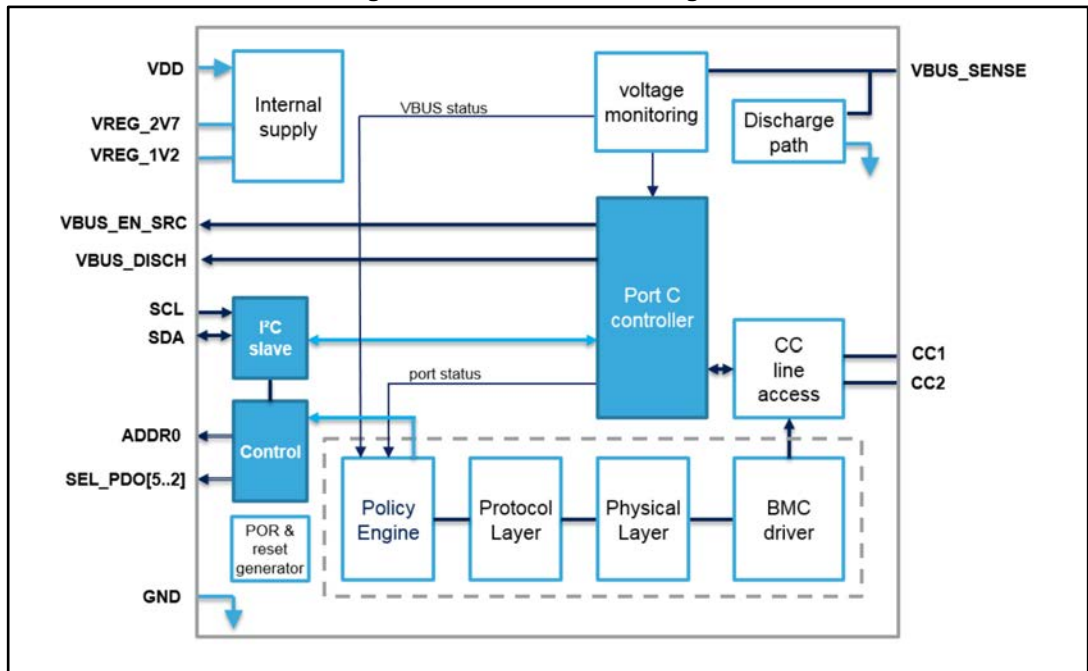 VDD
VREG_2V7
VREG_1V2
Internal
supply
VBUS status
voltage
monitoring
VBUS_SENSE
Discharge
path
VBUS_EN_SRC
VBUS_DISCH
Port C
controller
SCL
SDA
I²C
slave
port status
CC
line
access
CC1
CC2
ADDR0
SEL_PDO[5..2]
Control
POR &
reset
generator
Policy
Engine
Protocol
Layer
Physical
Layer
BMC
driver
GND